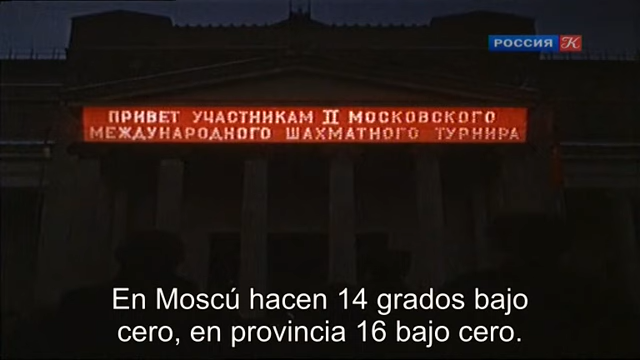 РОССИЯ К
ПРИВЕТ УЧАСТНИКАМ II МОСКОВСКОГО
МЕЖДУНАРОДНОГО ШАХМАТНОГО ТУРНИРА
En Moscú hacen 14 grados bajo
cero, en provincia 16 bajo cero.